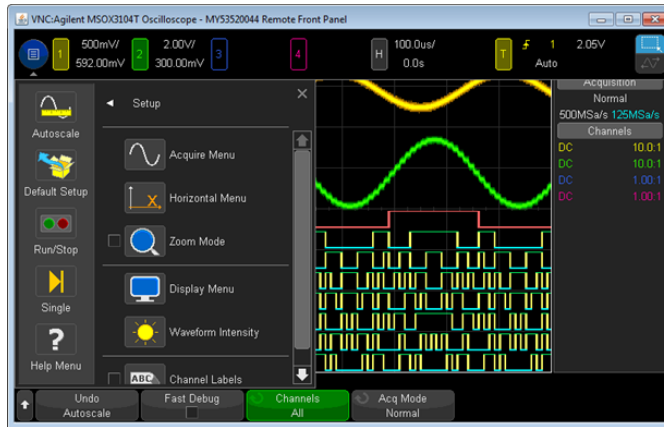 VNC:Agilent MSOX3104T Oscilloscope - MY53520044 Remote Front Panel
1 500mV/ 2 2.00V/ 3 4 H 100.0us/ T 1 2.05V
592.00mV 300.00mV 0.0s Auto
Autoscale
Default Setup
Run/Stop
Single
?
Help Menu
Setup
Acquire Menu
X
Horizontal Menu
Zoom Mode
Display Menu
Waveform Intensity
ABC Channel Labels
Acquisition
Normal
500MSa/s 125MSa/s
Channels
DC 10.0:1
DC 10.0:1
DC 1.00:1
DC 1.00:1
Undo
Autoscale
Fast Debug
Channels
All
Acq Mode
Normal